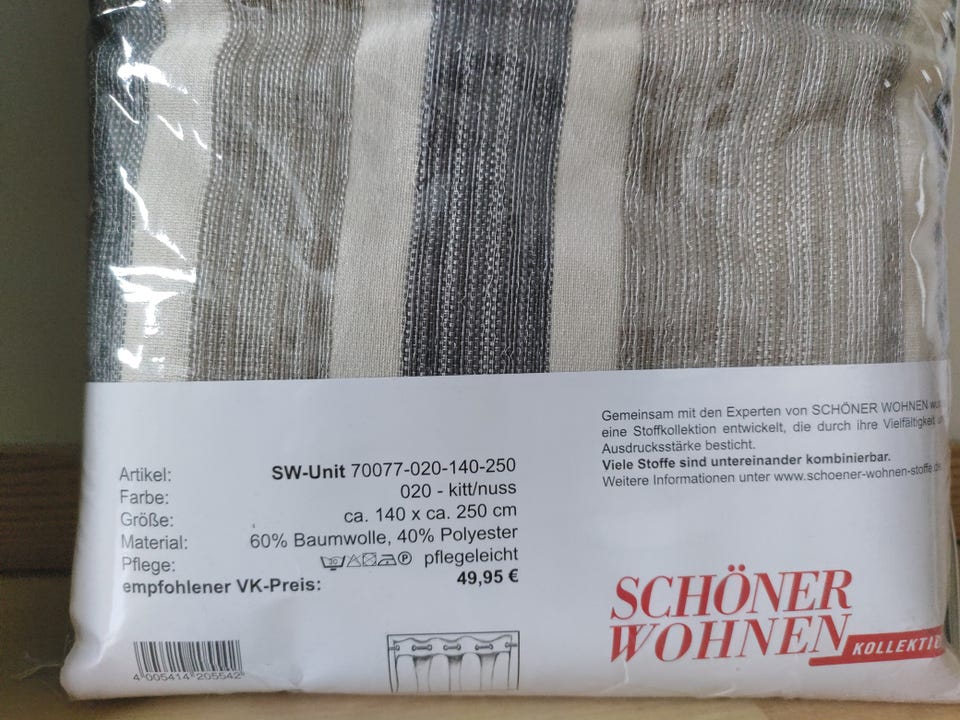 Gemeinsam mit den Experten von SCHÖNER WOHNEN
eine Stoffkollektion entwickelt, die durch ihre Vielfältigkeit
Ausdrucksstärke besticht.
Viele Stoffe sind untereinander kombinierbar.
Weitere Informationen unter www.schoener-wohnen-stoffe.de
Artikel: SW-Unit 70077-020-140-250
Farbe: 020 - kitt/nuss
Größe: ca. 140 x ca. 250 cm
Material: 60% Baumwolle, 40% Polyester
Pflege: 30 P pflegeleicht
empfohlener VK-Preis: 49,95 €
SCHÖNER
WOHNEN
KOLLEKTIO
4 005414 205542